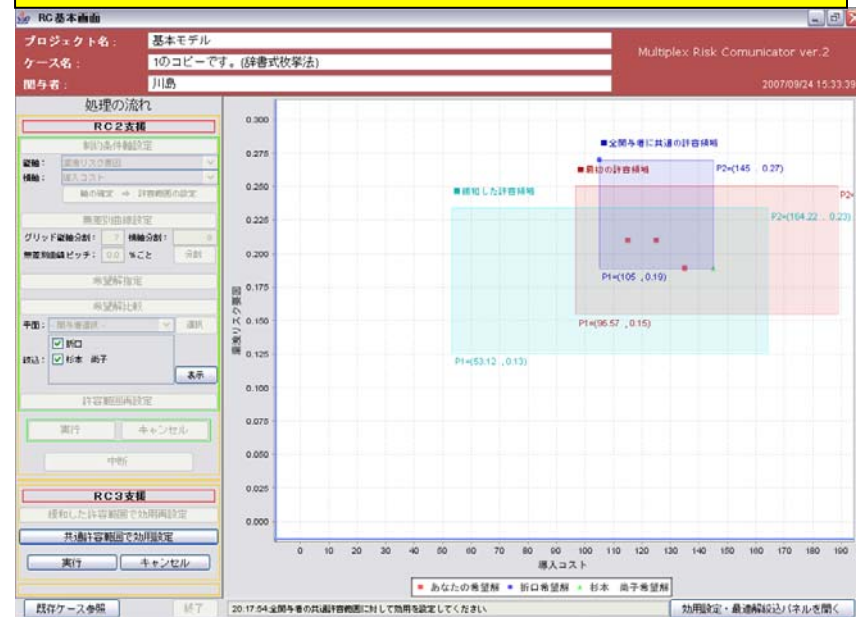 RC基本画面
プロジェクト名： 基本モデル
ケース名： 1のコピーです。(辞書式枚挙法)
関与者： 川島
Multiplex Risk Comunicator ver.2
2007/09/24 15:33:39
処理の流れ
RC2支援
制約条件軸設定
縦軸：
横軸： 導入コスト
軸の確定 ⇒ 許容範囲の設定
無差別曲線設定
グリッド縦軸分割： 7 横軸分割：
無差別曲線ピッチ： 0.0 %ごと 分割
希望解指定
希望解比較
平面： - 関与者選択 - 選択
絞込： 折口
杉本 尚子
表示
許容範囲再設定
実行 キャンセル
中断
RC3支援
緩和した許容範囲で効用再設定
共通許容範囲で効用設定
実行 キャンセル
既存ケース参照 終了
0.300
0.275
0.250
0.225
0.200
0.175
0.150
0.125
0.100
0.075
0.050
0.025
0.000
■全関与者に共通の許容領域
■最初の許容領域
■緩和した許容領域
P2=(145 , 0.27)
P2=
P2=(164.22 , 0.23)
P1=(105 , 0.19)
P1=(96.57 , 0.15)
P1=(53.12 , 0.13)
0 10 20 30 40 50 60 70 80 90 100 110 120 130 140 150 160 170 180 190
導入コスト
あなたの希望解 折口希望解 杉本 尚子希望解
20:17:54:全関与者の共通許容範囲に対して効用を設定してください
効用設定・最適解絞込パネルを開く